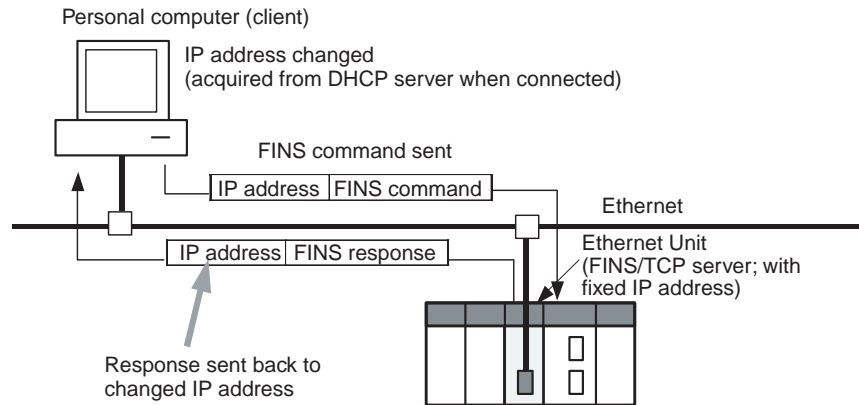 Personal computer (client)
IP address changed
(acquired from DHCP server when connected)
FINS command sent
IP address FINS command
Ethernet
IP address FINS response
Ethernet Unit
(FINS/TCP server; with
fixed IP address)
Response sent back to
changed IP address